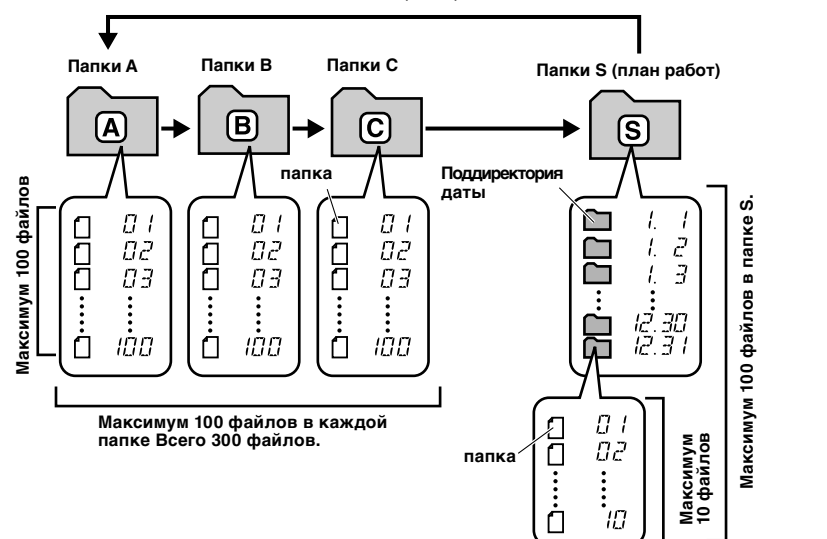 Папки A
Папки B
Папки C
Папки S (план работ)
A
B
C
S
папка
Поддиректория
даты
Максимум 100 файлов
01
02
03
100
01
02
03
100
01
02
03
100
1. 1
1. 2
1. 3
12.30
12.31
Максимум 100 файлов в папке S.
Максимум 100 файлов в каждой
папке Всего 300 файлов.
папка
01
02
10
Максимум
10 файлов